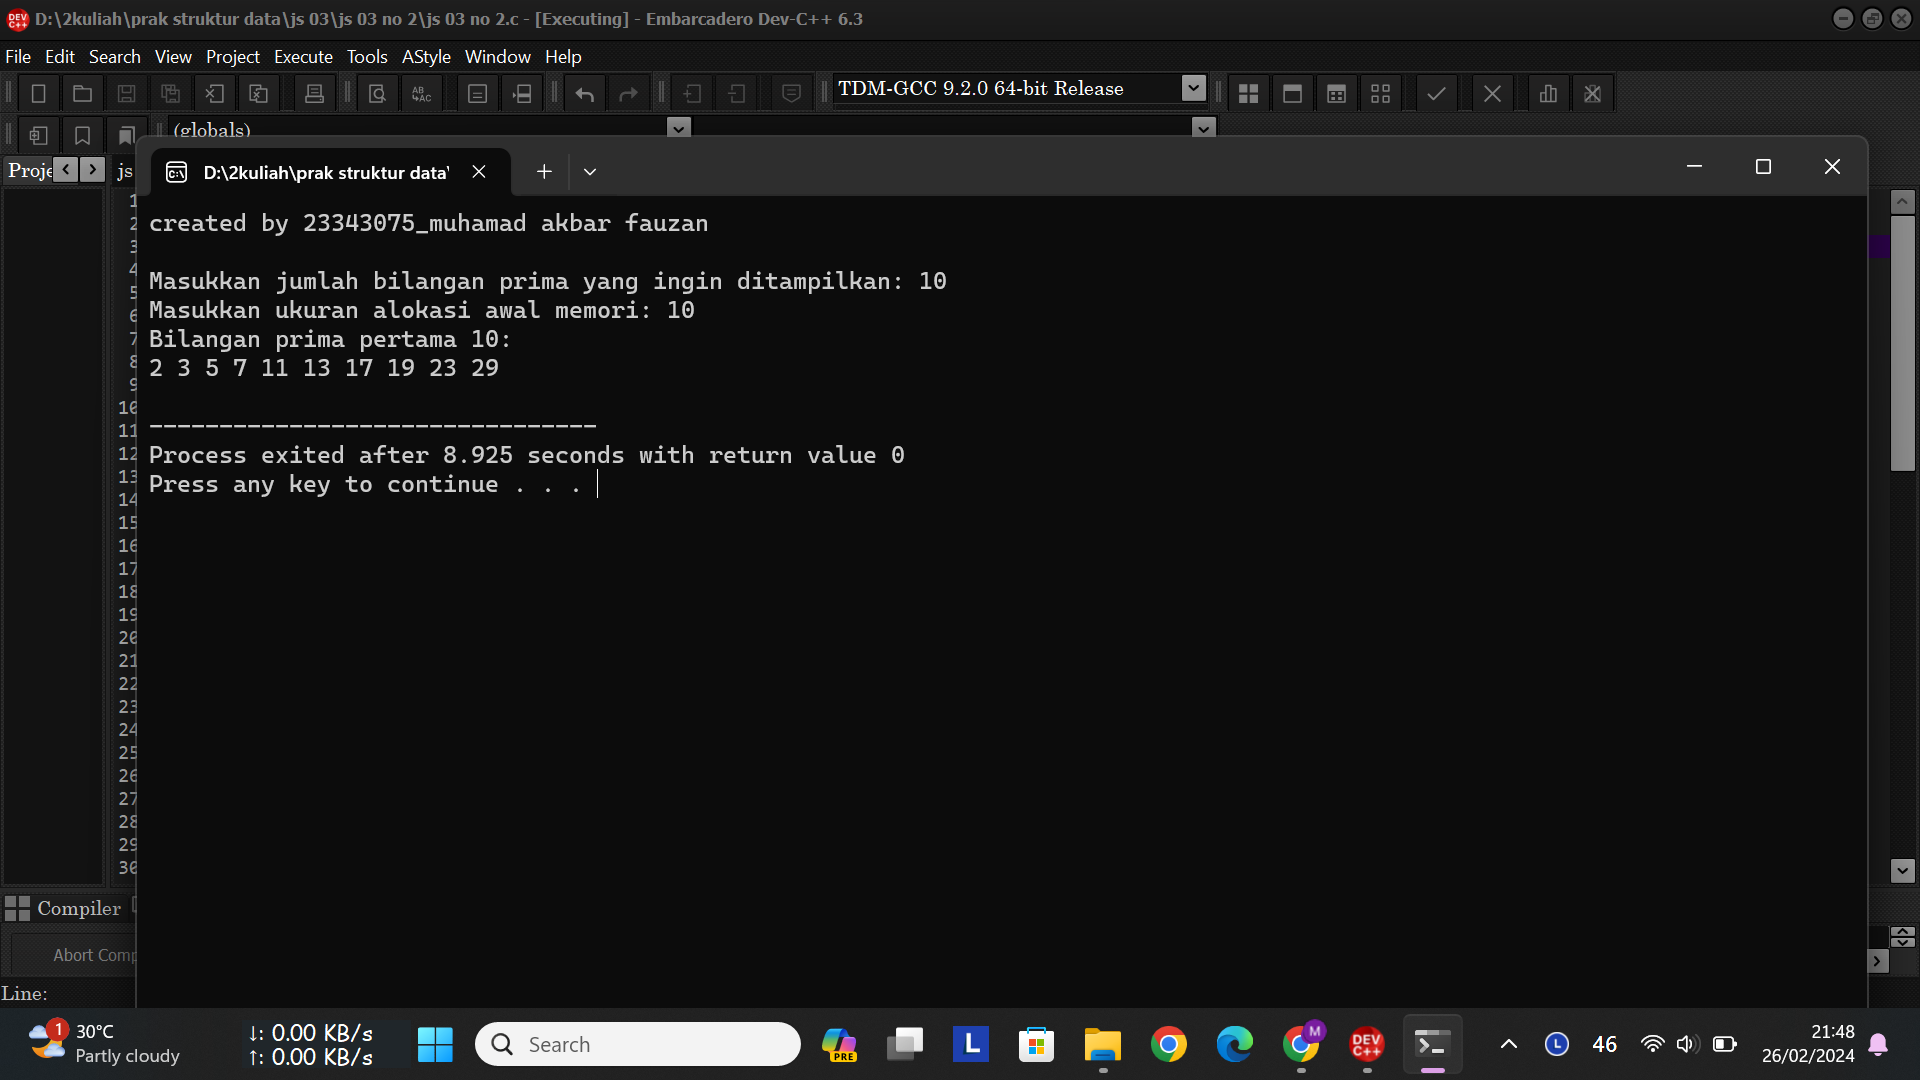 D:\2kuliah\prak struktur data\js 03\js 03 no 2\js 03 no 2.c - [Executing] - Embarcadero Dev-C++ 6.3
File Edit Search View Project Execute Tools AStyle Window Help
TDM-GCC 9.2.0 64-bit Release
(globals)
Proje
js
D:\2kuliah\prak struktur data\
created by 23343075_muhamad akbar fauzan
Masukkan jumlah bilangan prima yang ingin ditampilkan: 10
Masukkan ukuran alokasi awal memori: 10
Bilangan prima pertama 10:
2 3 5 7 11 13 17 19 23 29
--------------------------------
Process exited after 8.925 seconds with return value 0
Press any key to continue . . .
1
2
3
4
5
6
7
8
9
10
11
12
13
14
15
16
17
18
19
20
21
22
23
24
25
26
27
28
29
30
Compiler
Abort Comp
Line:
1
30°C
Partly cloudy
↓: 0.00 KB/s
↑: 0.00 KB/s
Search
PRE
L
M
DEV
C++
L
46
21:48
26/02/2024